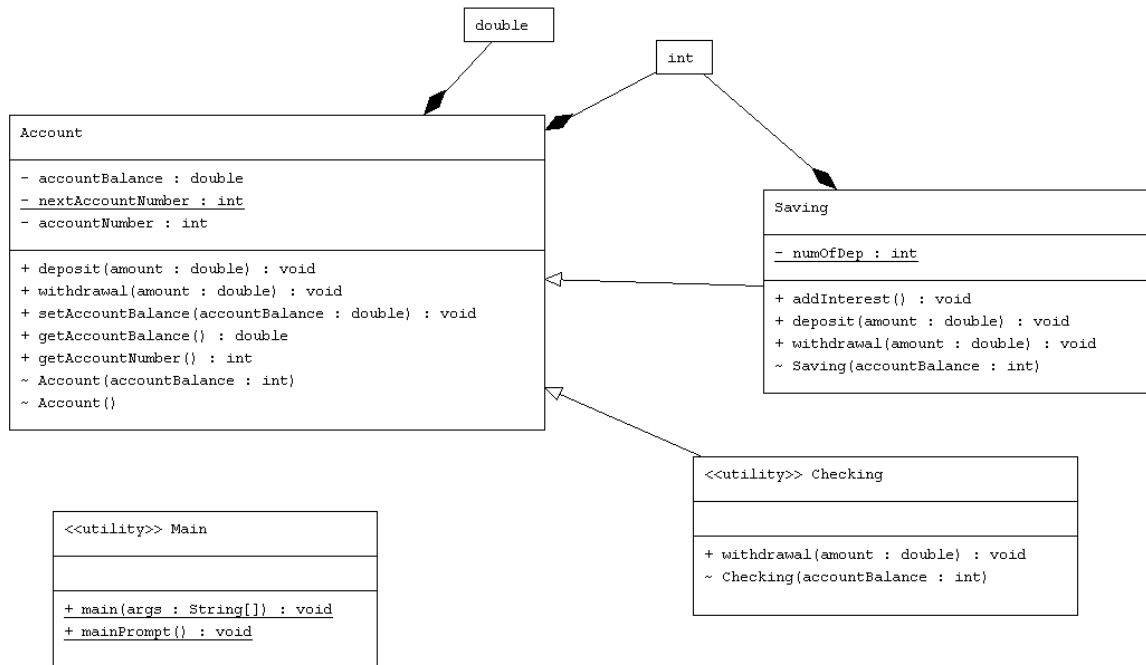 double
int
Account
- accountBalance : double
- nextAccountNumber : int
- accountNumber : int
+ deposit(amount : double) : void
+ withdrawal(amount : double) : void
+ setAccountBalance(accountBalance : double) : void
+ getAccountBalance() : double
+ getAccountNumber() : int
~ Account(accountBalance : int)
~ Account()
Saving
- numOfDep : int
+ addInterest() : void
+ deposit(amount : double) : void
+ withdrawal(amount : double) : void
~ Saving(accountBalance : int)
<<utility>> Checking
+ withdrawal(amount : double) : void
~ Checking(accountBalance : int)
<<utility>> Main
+ main(args : String[]) : void
+ mainPrompt() : void